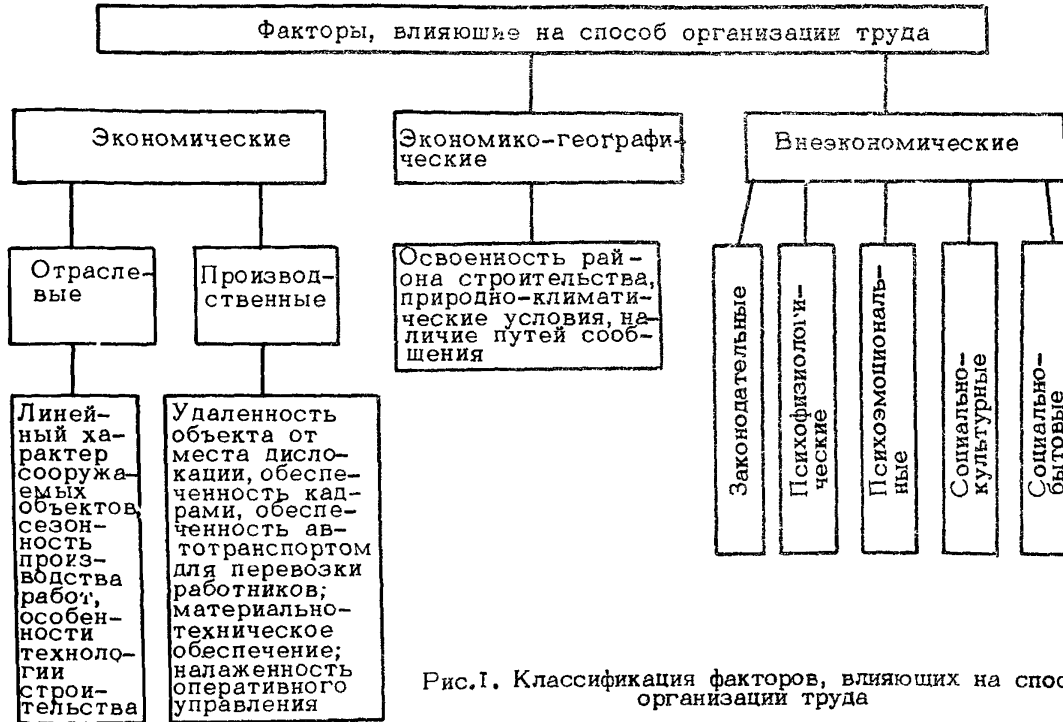 Факторы, влияюшие на способ организации труда
Экономические
Экономико-географи-
ческие
Внеэкономические
Отрасле-
вые
Производ-
ственные
Освоенность рай-
она строительства,
природно-климати-
ческие условия, на-
личие путей сооб-
щения
Законодательные
Психофизиологи-
ческие
Психоэмоциональ-
ные
Социально-
культурные
Социально-
бытовые
Линей-
ный ха-
рактер
сооружа-
емых
объектов,
сезон-
ность
произ-
водства
работ,
особен-
ности
техноло-
гии
строи-
тельства
Удаленность
объекта от
места дисло-
кации, обеспе-
ченность кад-
рами, обеспе-
ченность ав-
тотранспортом
для перевозки
работников;
материально-
техническое
обеспечение;
налаженность
оперативного
управления
Рис.I. Классификация факторов, влияющих на спос
организации труда